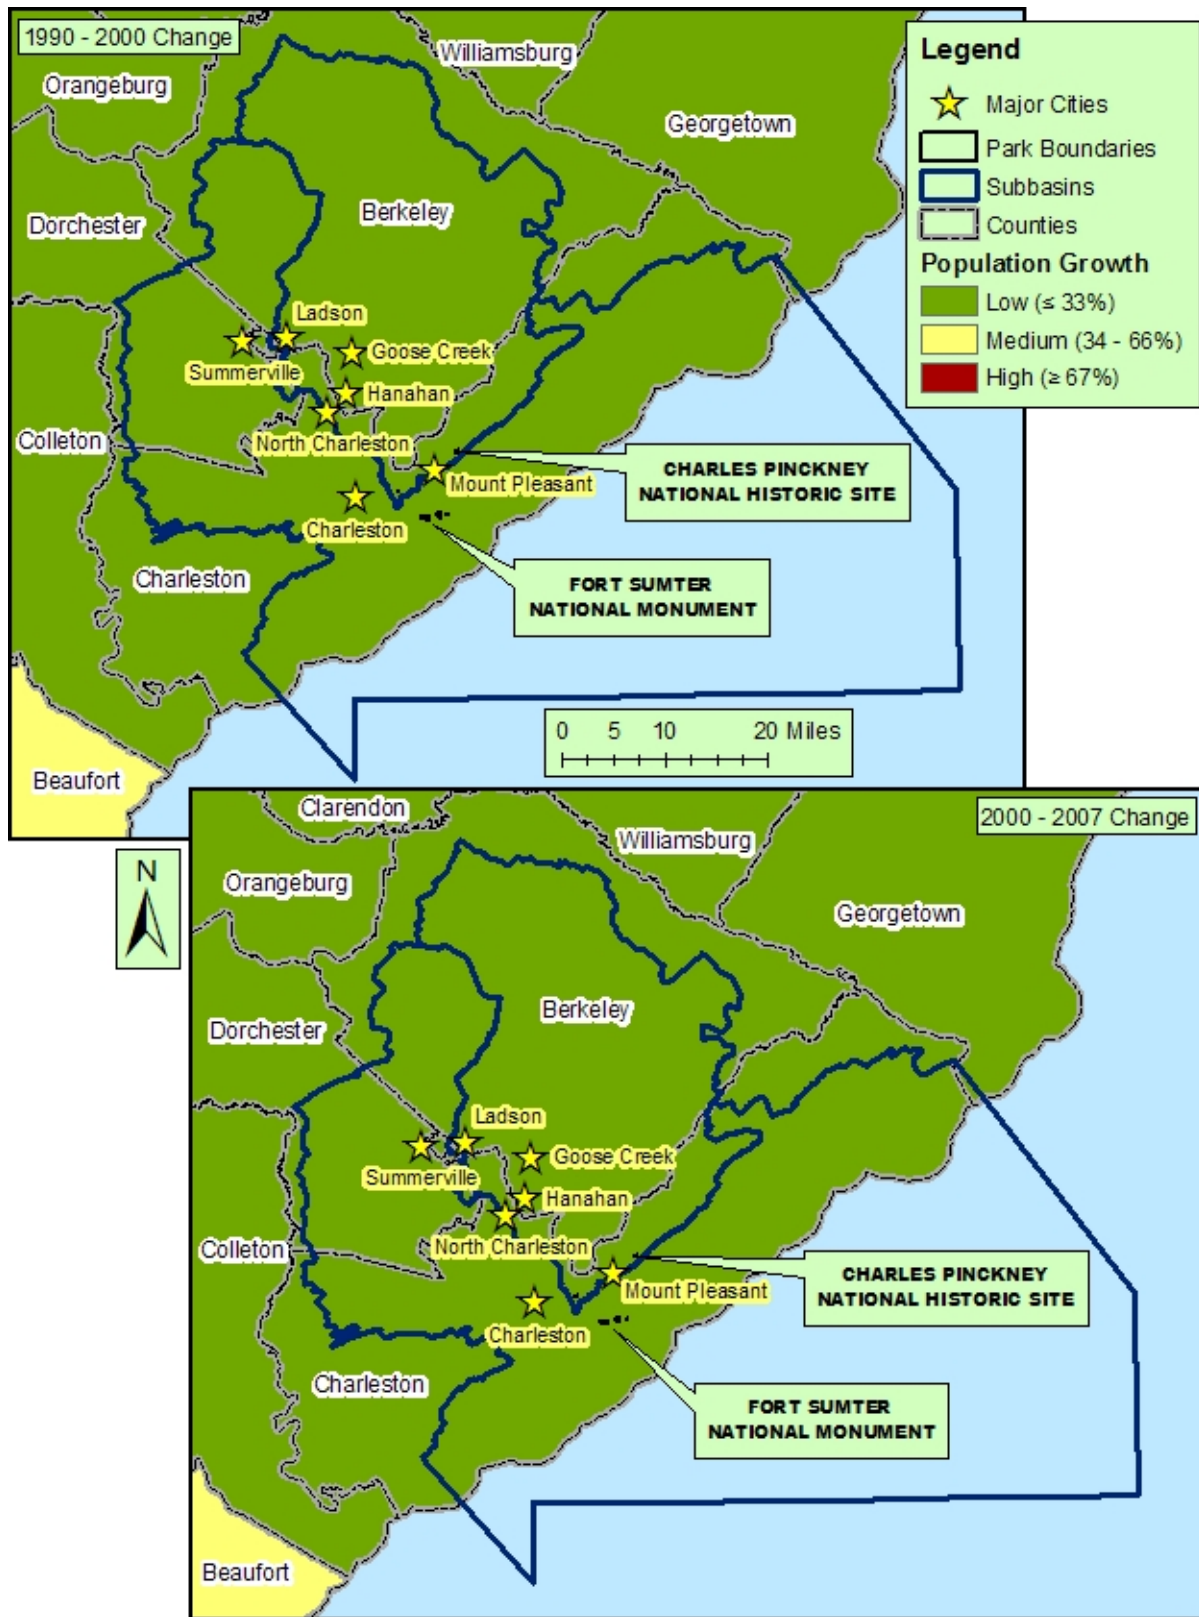 1990 - 2000 Change
Williamsburg
Orangeburg
Georgetown
Dorchester
Berkeley
Ladson
Goose Creek
Summerville
Hanahan
North Charleston
Colleton
Mount Pleasant
CHARLES PINCKNEY
NATIONAL HISTORIC SITE
Charleston
Charleston
FORT SUMTER
NATIONAL MONUMENT
Beaufort
0 5 10 20 Miles
Legend
Major Cities
Park Boundaries
Subbasins
Counties
Population Growth
Low (≤ 33%)
Medium (34 - 66%)
High (≥ 67%)
N
2000 - 2007 Change
Clarendon
Williamsburg
Orangeburg
Georgetown
Dorchester
Berkeley
Ladson
Goose Creek
Summerville
Hanahan
North Charleston
Colleton
Mount Pleasant
CHARLES PINCKNEY
NATIONAL HISTORIC SITE
Charleston
Charleston
FORT SUMTER
NATIONAL MONUMENT
Beaufort